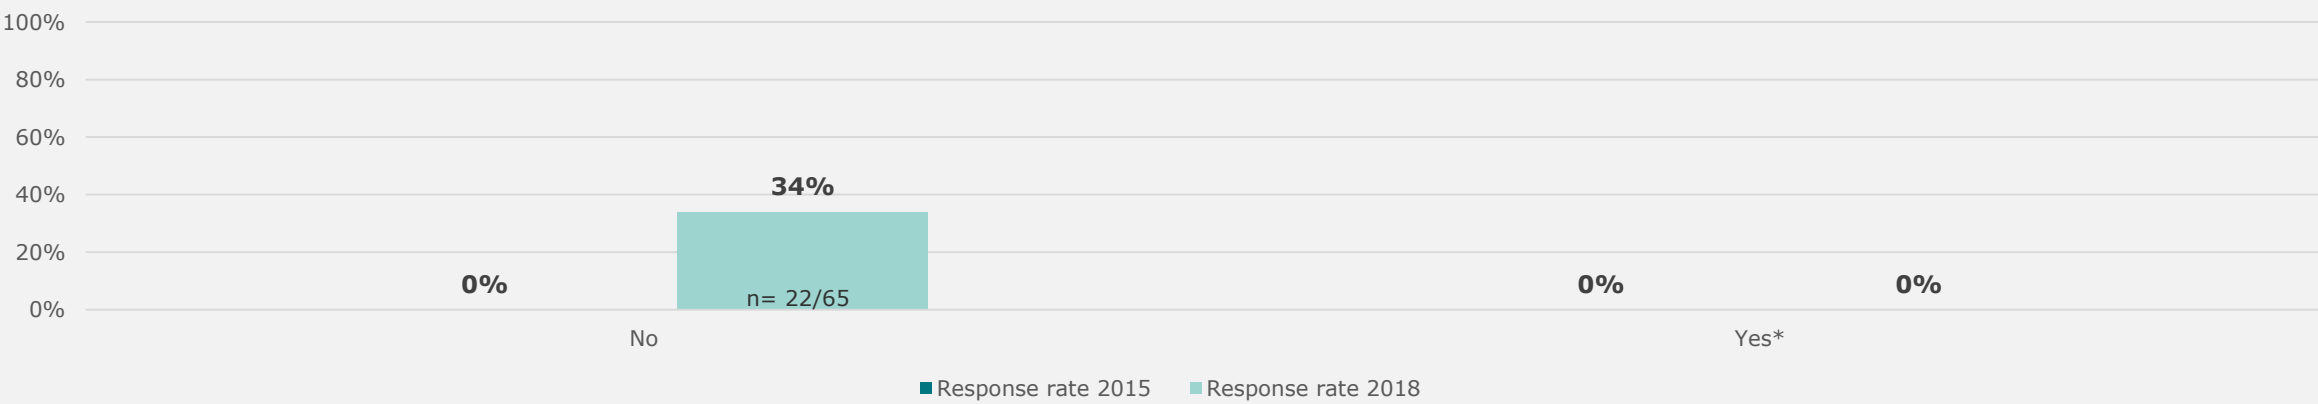 100%
80%
60%
40%
20%
0%
34%
0%
n= 22/65
0%
0%
No
Yes*
Response rate 2015
Response rate 2018